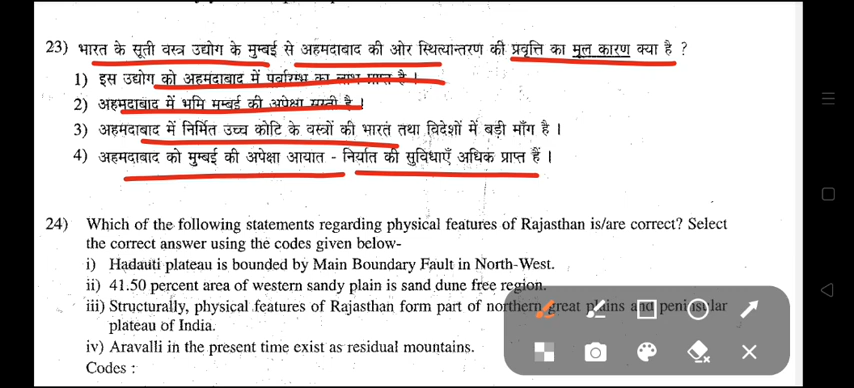 23) भारत के सूती वस्त्र उद्योग के मुम्बई से अहमदाबाद की ओर स्थित्यान्तरण की प्रवृत्ति का मूल कारण क्या है ?
1) इस उद्योग को अहमदाबाद में पूर्वारम्भ का लाभ प्राप्त है ।
2) अहमदाबाद में भूमि मुम्बई की अपेक्षा सस्ती है ।
3) अहमदाबाद में निर्मित उच्च कोटि के वस्त्रों की भारत तथा विदेशों में बड़ी माँग है ।
4) अहमदाबाद को मुम्बई की अपेक्षा आयात - निर्यात की सुविधाएँ अधिक प्राप्त हैं ।
24) Which of the following statements regarding physical features of Rajasthan is/are correct? Select
the correct answer using the codes given below-
i) Hadauti plateau is bounded by Main Boundary Fault in North-West.
ii) 41.50 percent area of western sandy plain is sand dune free region.
iii) Structurally, physical features of Rajasthan form part of northern great plains and peninsular
plateau of India.
iv) Aravalli in the present time exist as residual mountains.
Codes :